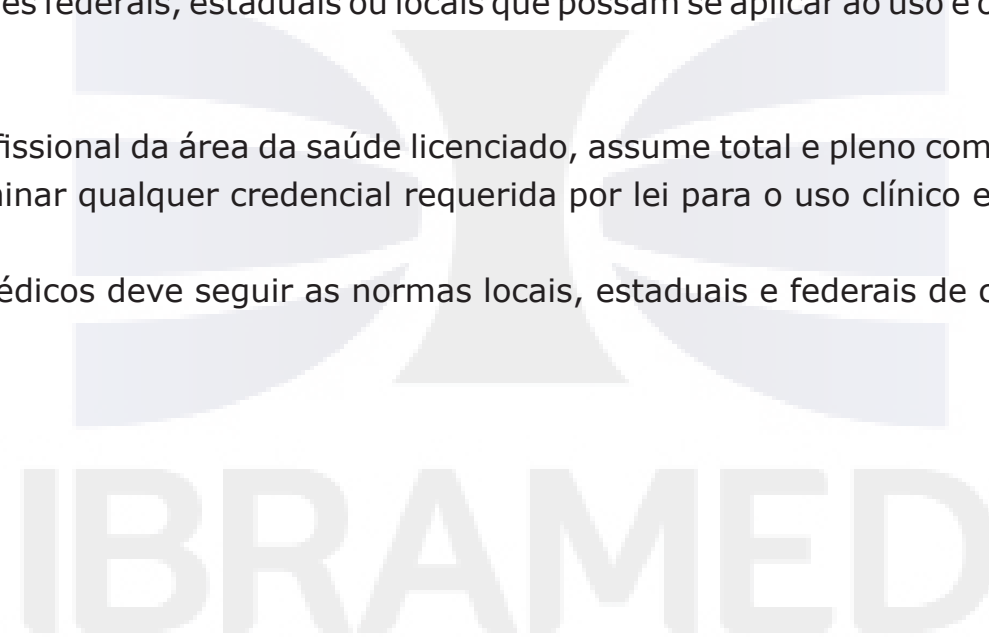 es federais, estaduais ou locais que possam se aplicar ao uso e
fissional da área da saúde licenciado, assume total e pleno com
inar qualquer credencial requerida por lei para o uso clínico e
édicos deve seguir as normas locais, estaduais e federais de
IBRAMED